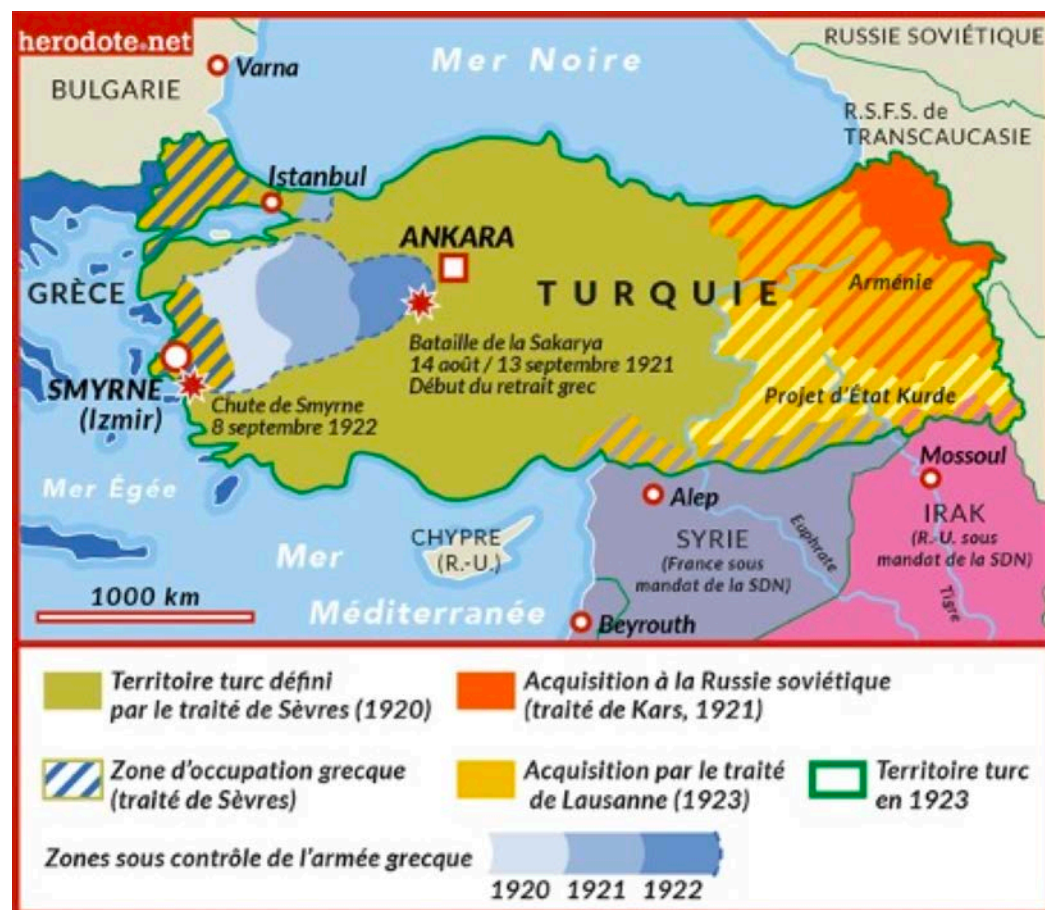 herodote.net
Mer Noire
RUSSIE SOVIÉTIQUE
Varna
BULGARIE
R.S.F.S. de
TRANSCAUCASIE
Istanbul
ANKARA
GRÈCE
TURQUIE
Arménie
Bataille de la Sakarya
14 août / 13 septembre 1921
Début du retrait grec
SMYRNE
(Izmir)
Chute de Smyrne
8 septembre 1922
Projet d'État Kurde
Mossoul
Mer Égée
Alep
CHYPRE
(R.-U.)
SYRIE
(France sous
mandat de la SDN)
Euphrate
IRAK
(R.-U. sous
mandat de la SDN)
Tigre
Mer
Méditerranée
1000 km
Beyrouth
Territoire turc défini
par le traité de Sèvres (1920)
Acquisition à la Russie soviétique
(traité de Kars, 1921)
Zone d'occupation grecque
(traité de Sèvres)
Acquisition par le traité
de Lausanne (1923)
Territoire turc
en 1923
Zones sous contrôle de l'armée grecque
1920 1921 1922